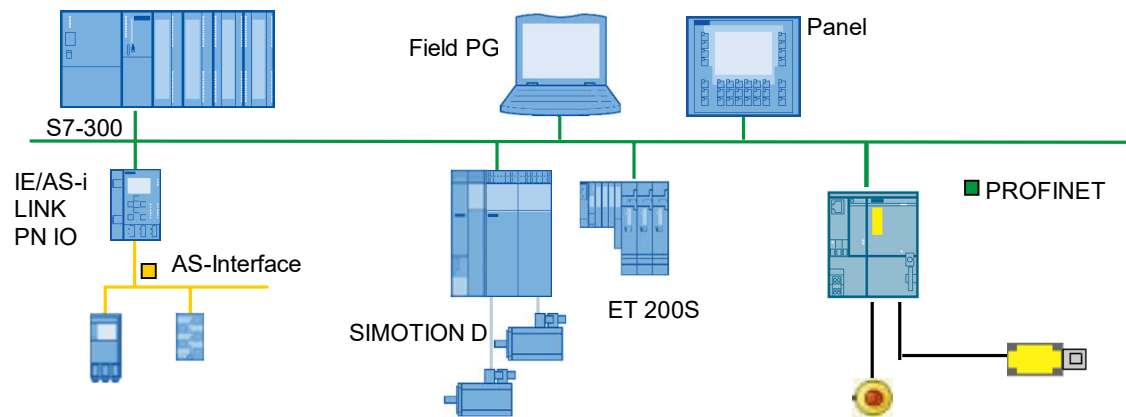 Field PG
Panel
S7-300
IE/AS-i
LINK
PN IO
PROFINET
AS-Interface
ET 200S
SIMOTION D